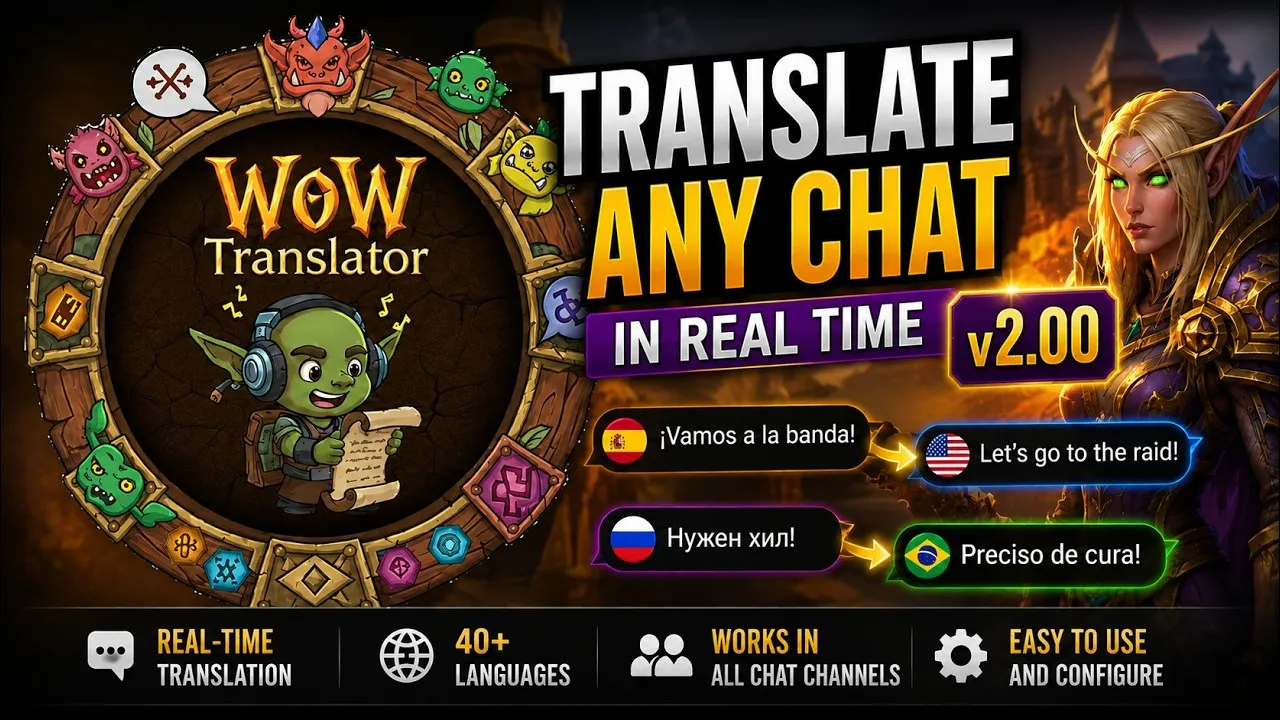 WoW
Translator
TRANSLATE
ANY CHAT
IN REAL TIME
v2.00
¡Vamos a la banda!
Let's go to the raid!
Нужен хил!
Preciso de cura!
REAL-TIME
TRANSLATION
40+
LANGUAGES
WORKS IN
ALL CHAT CHANNELS
EASY TO USE
AND CONFIGURE